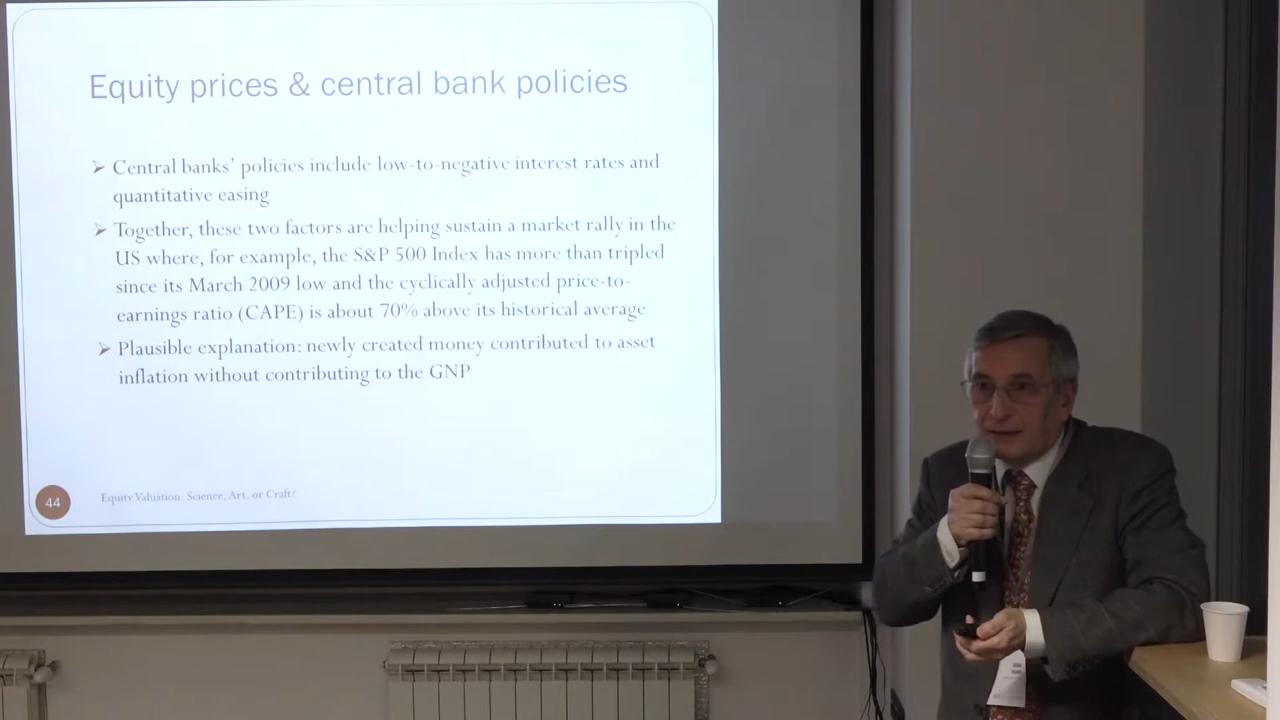 Equity prices & central bank policies
Central banks' policies include low-to-negative interest rates and
quantitative easing
Together, these two factors are helping sustain a market rally in the
US where, for example, the S&P 500 Index has more than tripled
since its March 2009 low and the cyclically adjusted price-to-
earnings ratio (CAPE) is about 70% above its historical average
Plausible explanation: newly created money contributed to asset
inflation without contributing to the GNP
44
Equity Valuation: Science, Art, or Craft?